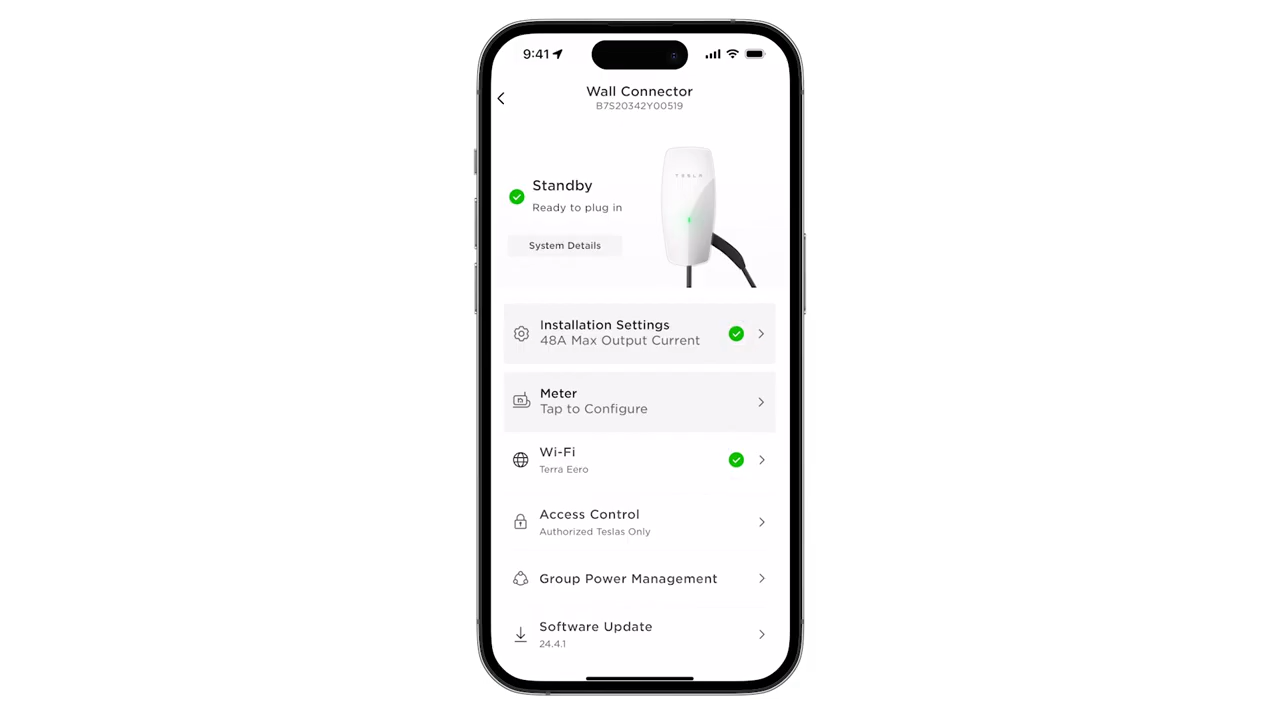 9:41
Wall Connector
B7S20342Y00519
TESLA
Standby
Ready to plug in
System Details
Installation Settings
48A Max Output Current
Meter
Tap to Configure
Wi-Fi
Terra Eero
Access Control
Authorized Teslas Only
Group Power Management
Software Update
24.4.1